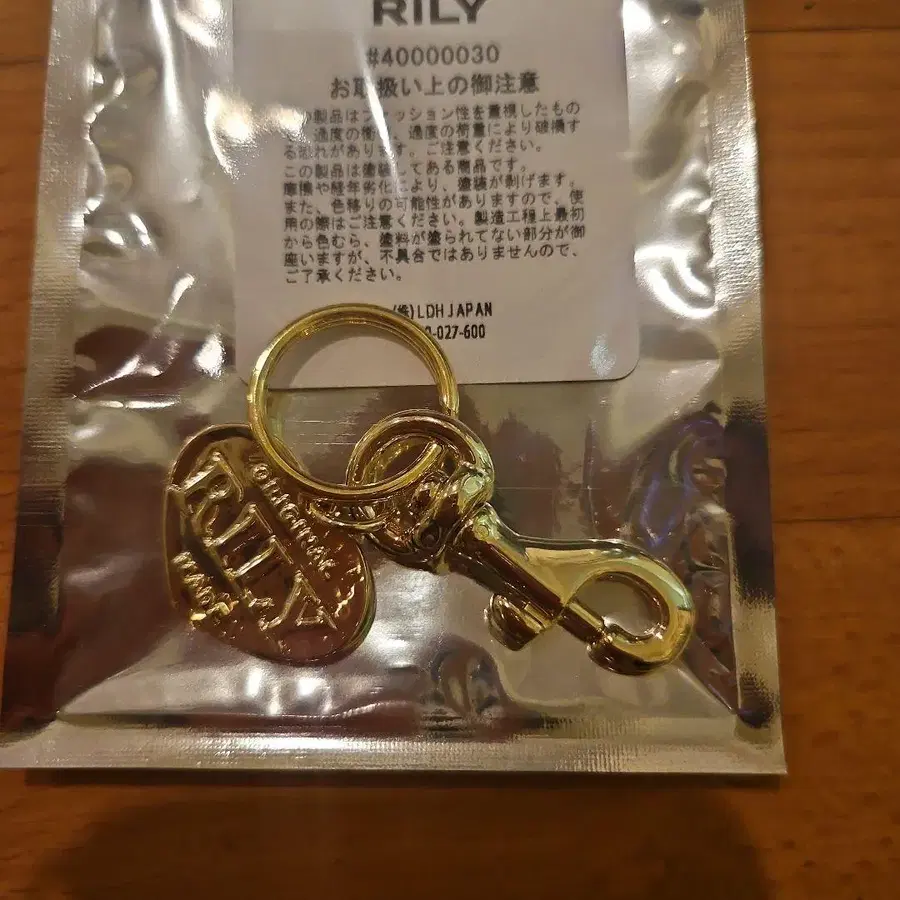 RILY
#40000030
お取扱い上の御注意
の製品はファッション性を重視したもの
過度の衝
過度の荷重により破損す
る恐れがあります。ご注意ください。
この製品は塗装してある商品です。
摩擦や経年劣化により、塗装が剥げます。
また、色移りの可能性がありますので、使
用の際はご注意ください。製造工程上最初
から色むら、塗料が塗られてない部分が御
座いますが、不具合ではありませんので、
ご了承ください。
(株)LDH JAPAN
0-027-600
ORIGINAL
RILY